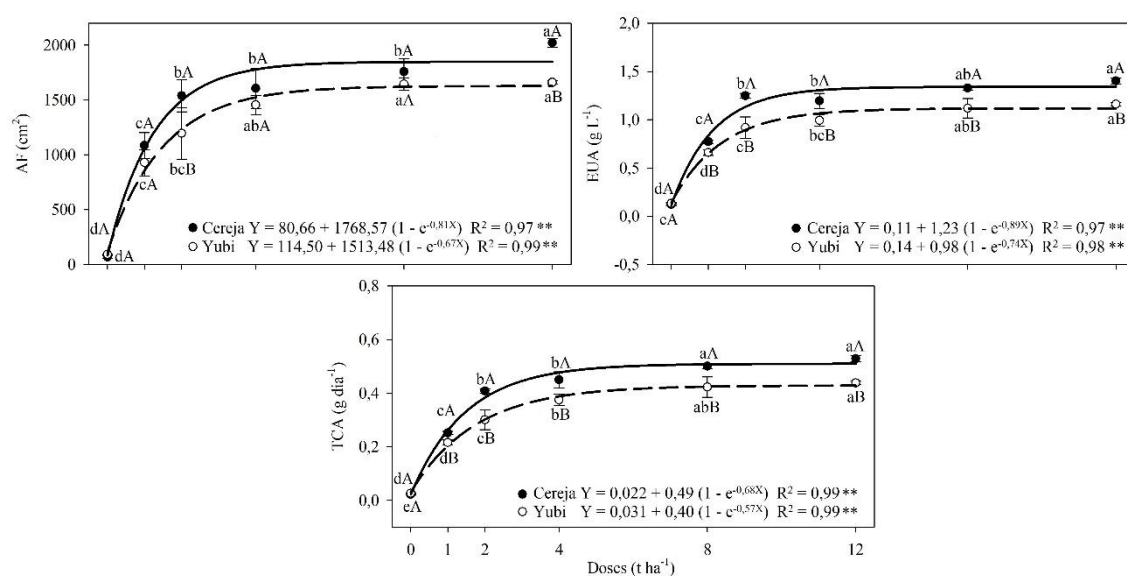 2000
1500
1000
500
0
AF (cm²)
dA
dA
cA
cA
bA
bcB
bA
abA
bA
aA
aA
aB
Cereja Y = 80,66 + 1768,57 (1 - e^-0,81X) R² = 0,97 **
Yubi Y = 114,50 + 1513,48 (1 - e^-0,67X) R² = 0,99 **
2,0
1,5
1,0
0,5
0,0
-0,5
EUA (g L⁻¹)
dA
eA
cA
dB
bA
cB
bA
bcB
abA
abB
aA
aB
Cereja Y = 0,11 + 1,23 (1 - e^-0,89X) R² = 0,97 **
Yubi Y = 0,14 + 0,98 (1 - e^-0,74X) R² = 0,98 **
0,8
0,6
0,4
0,2
0,0
TCA (g dia⁻¹)
dA
eA
cA
dB
bA
cB
bA
bB
aA
abB
aA
aB
Cereja Y = 0,022 + 0,49 (1 - e^-0,68X) R² = 0,99 **
Yubi Y = 0,031 + 0,40 (1 - e^-0,57X) R² = 0,99 **
0 1 2 4 8 12
Doses (t ha⁻¹)